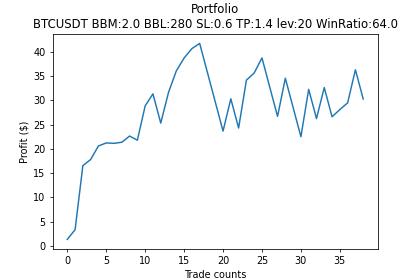 Portfolio
BTCUSDT BBM:2.0 BBL:280 SL:0.6 TP:1.4 lev:20 WinRatio:64.0
40
35
30
25
20
15
10
5
0
Profit ($)
0 5 10 15 20 25 30 35
Trade counts